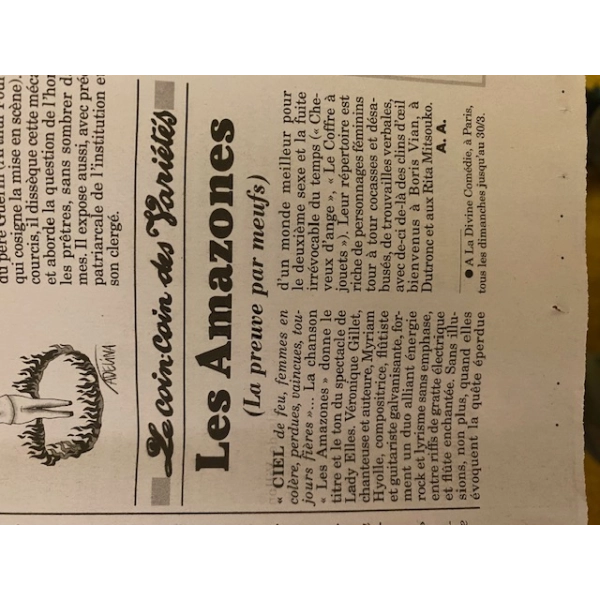 du père Guérin
qui cosigne la mise en scène).
courcis, il dissèque cette méca
et aborde la question de l'hor
les prêtres, sans sombrer d
mes. Il expose aussi, avec pré
patriarcale de l'institution e
son clergé.
ADELINA
Le coin-coin des Variétés
Les Amazones
(La preuve par meufs)
« CIEL de feu, femmes en
colère, perdues, vaincues, tou-
jours fières »... La chanson
« Les Amazones » donne le
titre et le ton du spectacle de
Lady Elles. Véronique Gillet,
chanteuse et auteure, Myriam
Hyolle, compositrice, flûtiste
et guitariste galvanisante, for-
ment un duo alliant énergie
rock et lyrisme sans emphase,
entre riffs de gratte électrique
et flûte enchantée. Sans illu-
sions, non plus, quand elles
évoquent la quête éperdue
d'un monde meilleur pour
le deuxième sexe et la fuite
irrévocable du temps (« Che-
veux d'ange », « Le Coffre à
jouets »). Leur répertoire est
riche de personnages féminins
tour à tour cocasses et désa-
busés, de trouvailles verbales,
avec de-ci de-là des clins d'œil
bienvenus à Boris Vian, à
Dutronc et aux Rita Mitsouko.
A. A.
● A La Divine Comédie, à Paris,
tous les dimanches jusqu'au 30/3.